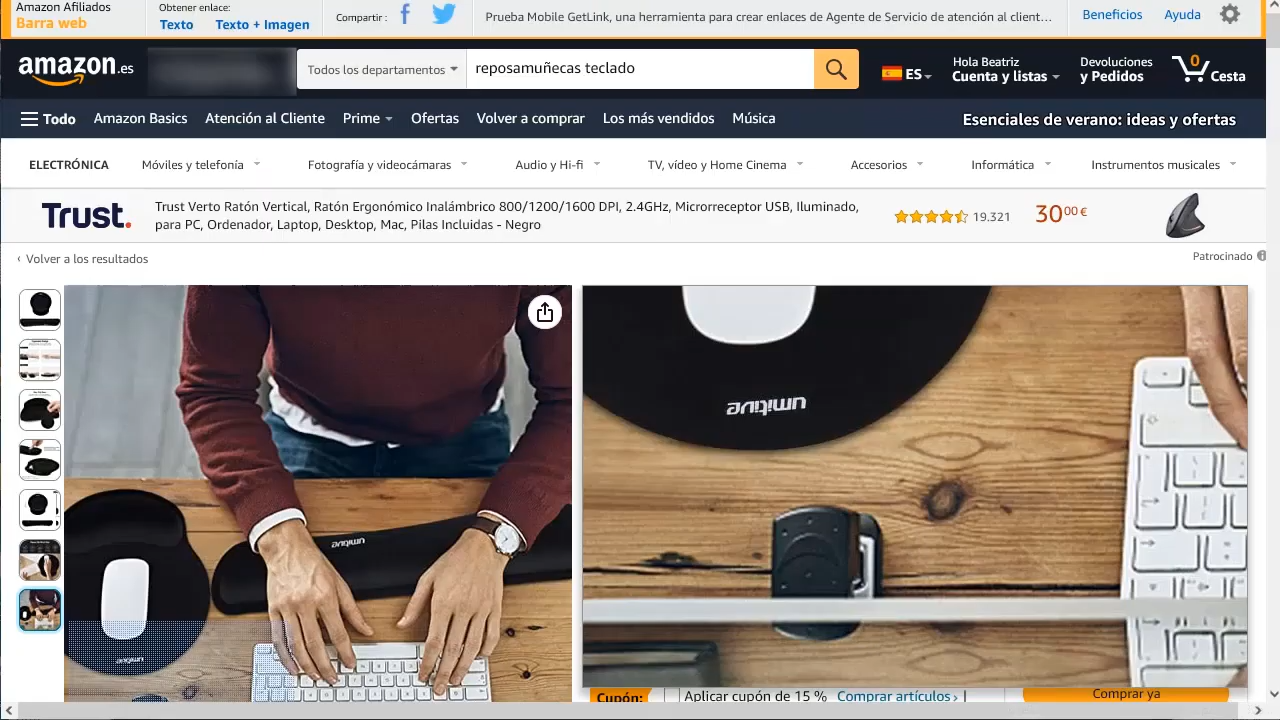 Amazon Afiliados
Barra web
Obtener enlace:
Texto
Texto + Imagen
Compartir :
Prueba Mobile GetLink, una herramienta para crear enlaces de Agente de Servicio de atención al client…
Beneficios
Ayuda
amazon.es
Todos los departamentos
reposamuñecas teclado
ES
Hola Beatriz
Cuenta y listas
Devoluciones
y Pedidos
0
Cesta
Todo
Amazon Basics
Atención al Cliente
Prime
Ofertas
Volver a comprar
Los más vendidos
Música
Esenciales de verano: ideas y ofertas
ELECTRÓNICA
Móviles y telefonía
Fotografía y videocámaras
Audio y Hi-fi
TV, vídeo y Home Cinema
Accesorios
Informática
Instrumentos musicales
Trust.
Trust Verto Ratón Vertical, Ratón Ergonómico Inalámbrico 800/1200/1600 DPI, 2.4GHz, Microrreceptor USB, Iluminado,
para PC, Ordenador, Laptop, Desktop, Mac, Pilas Incluidas - Negro
19.321
3000 €
‹ Volver a los resultados
Patrocinado
umitive
umitive
umitive
Cupón:
Aplicar cupón de 15 % Comprar artículos › |
Comprar ya